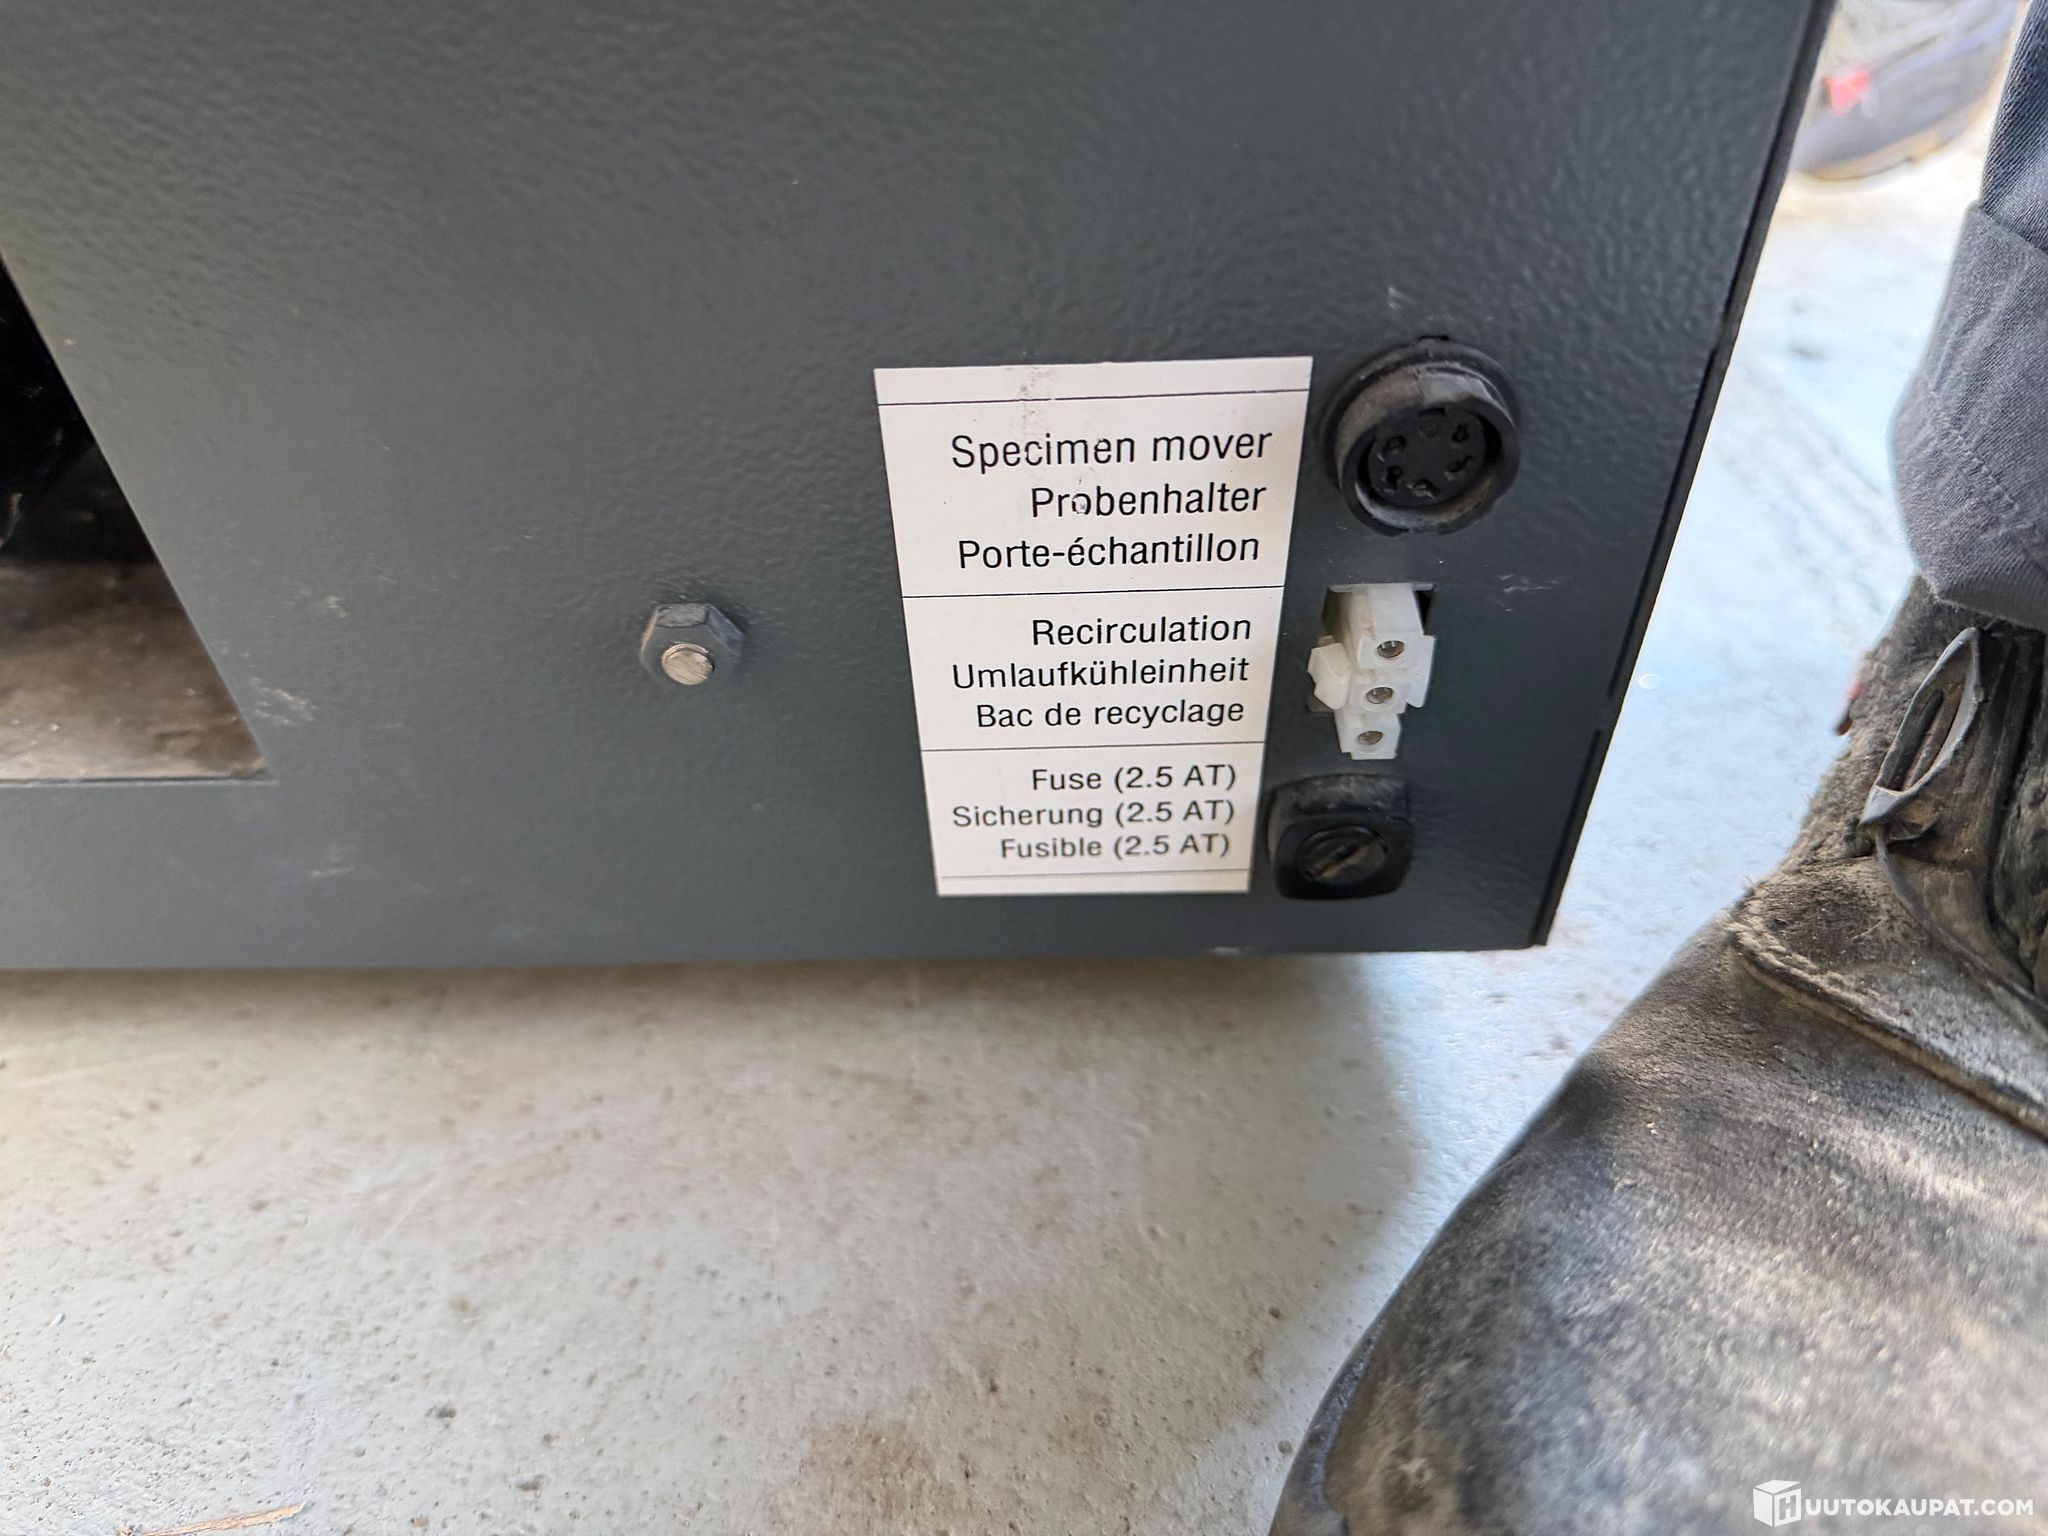 Specimen mover
Probenhalter
Porte-échantillon
Recirculation
Umlaufkühleinheit
Bac de recyclage
Fuse (2.5 AT)
Sicherung (2.5 AT)
Fusible (2.5 AT)
HUUTOKAUPAT.COM